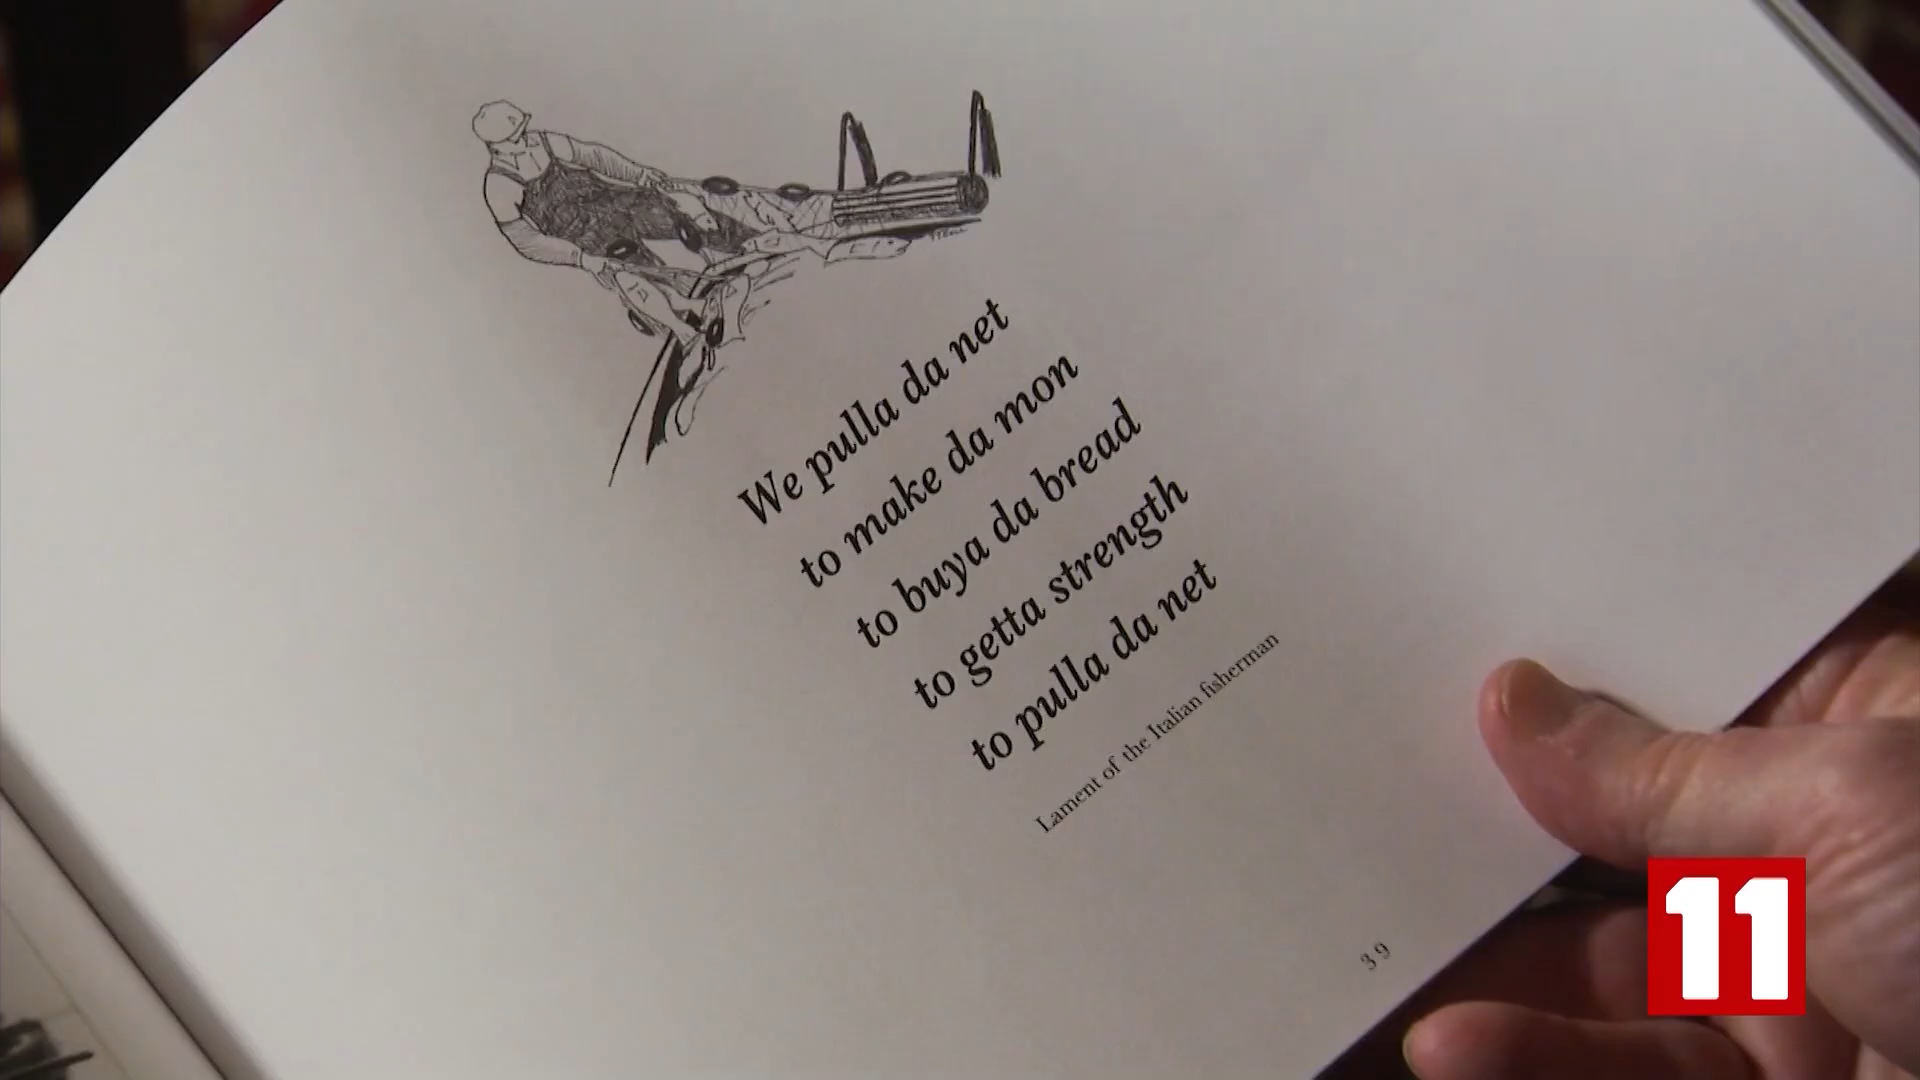 We pulla da net
to make da mon
to buya da bread
to getta strength
to pulla da net
Lament of the Italian fisherman
39
11